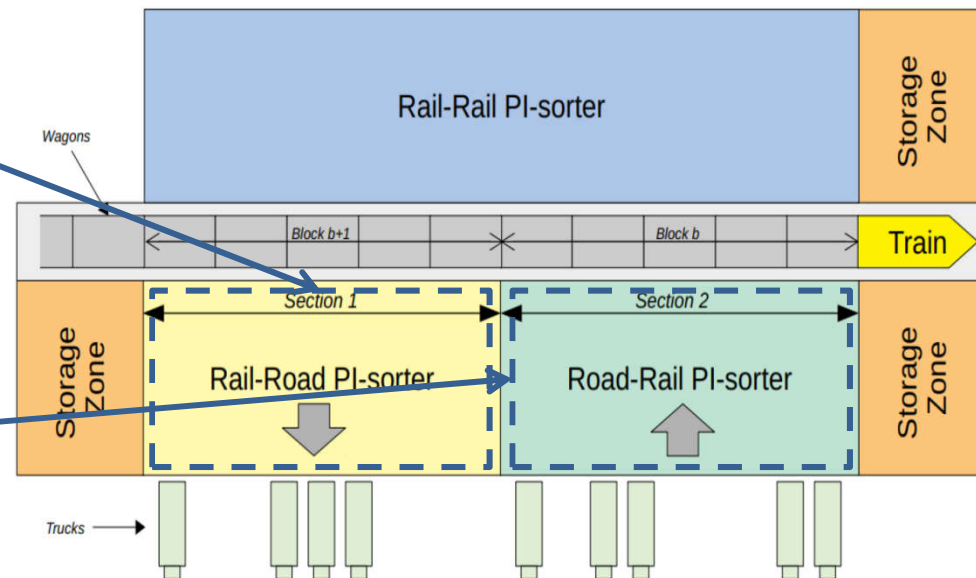 Rail-Rail PI-sorter
Storage
Zone
Wagons
Block b+1
Block b
Train
Section 1
Section 2
Storage
Zone
Rail-Road PI-sorter
Road-Rail PI-sorter
Storage
Zone
Trucks